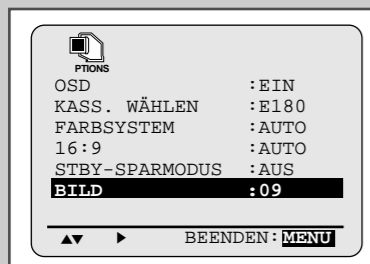 PTIONS
OSD :EIN
KASS. WÄHLEN :E180
FARBSYSTEM :AUTO
16:9 :AUTO
STBY-SPARMODUS :AUS
BILD :09
▲▼ ► BEENDEN:MENU